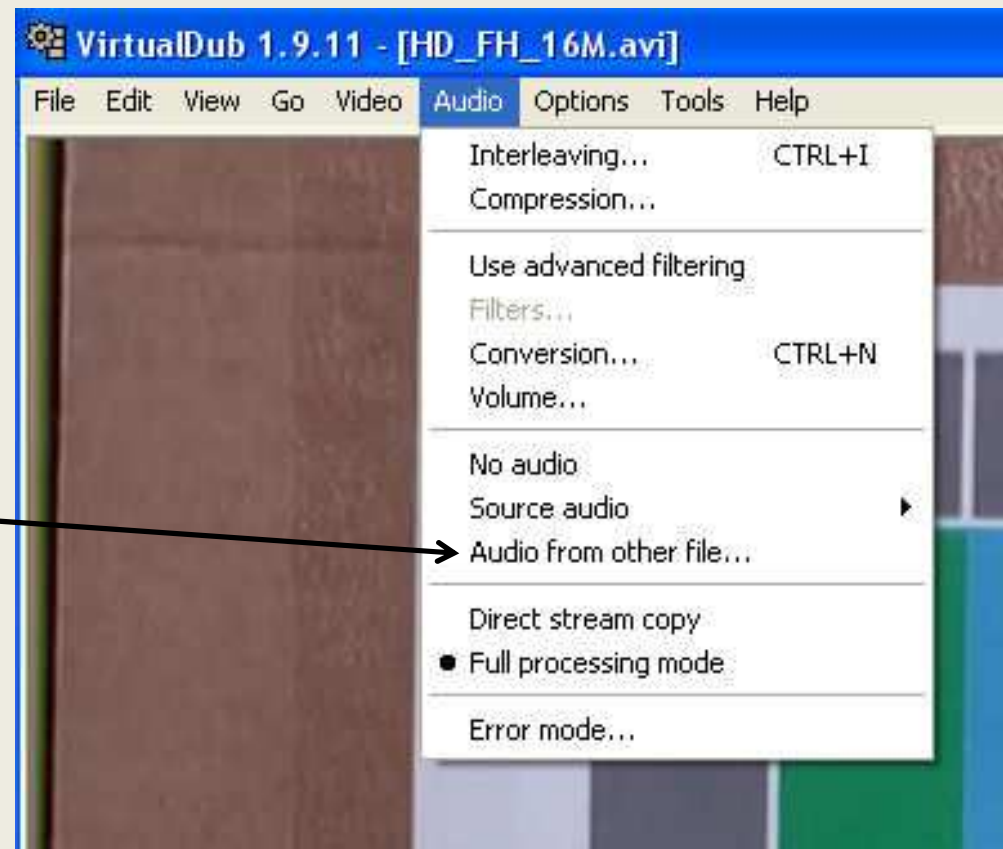 VirtualDub 1.9.11 - [HD_FH_16M.avi]
File Edit View Go Video Audio Options Tools Help
Interleaving... CTRL+I
Compression...
Use advanced filtering
Filters...
Conversion... CTRL+N
Volume...
No audio
Source audio
Audio from other file...
Direct stream copy
Full processing mode
Error mode...